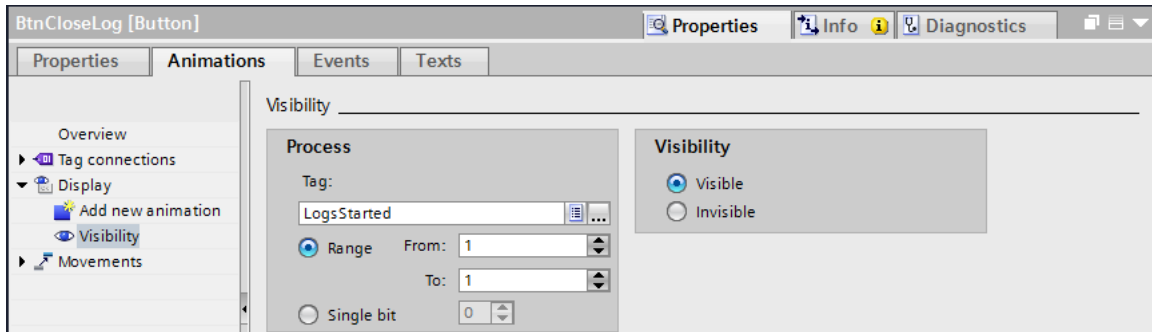 BtnCloseLog [Button]
Properties Info Diagnostics
Properties Animations Events Texts
Visibility
Overview
Tag connections
Display
Add new animation
Visibility
Movements
Process
Tag:
LogsStarted
Range From: 1
To: 1
Single bit 0
Visibility
Visible
Invisible